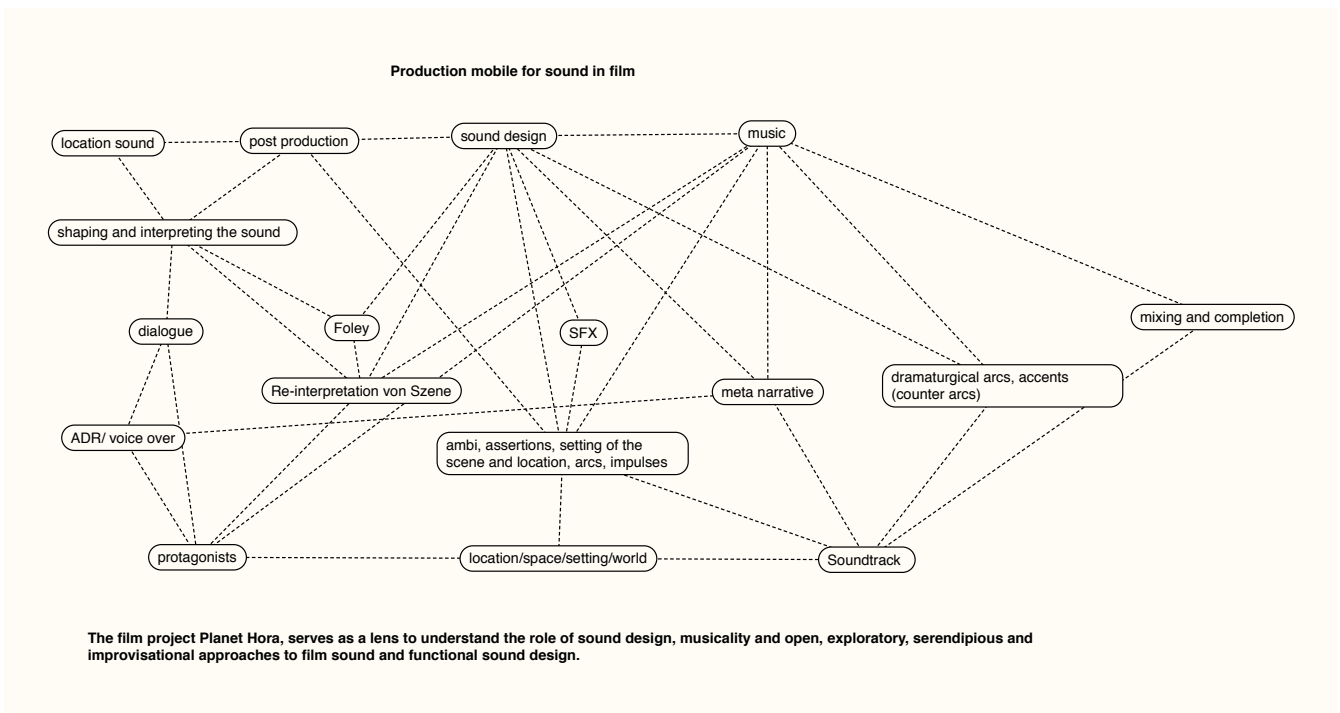 Production mobile for sound in film
location sound
post production
sound design
music
shaping and interpreting the sound
dialogue
Foley
SFX
mixing and completion
Re-interpretation von Szene
meta narrative
dramaturgical arcs, accents
(counter arcs)
ADR/ voice over
ambi, assertions, setting of the
scene and location, arcs, impulses
protagonists
location/space/setting/world
Soundtrack
The film project Planet Hora, serves as a lens to understand the role of sound design, musicality and open, exploratory, serendipious and
improvisational approaches to film sound and functional sound design.